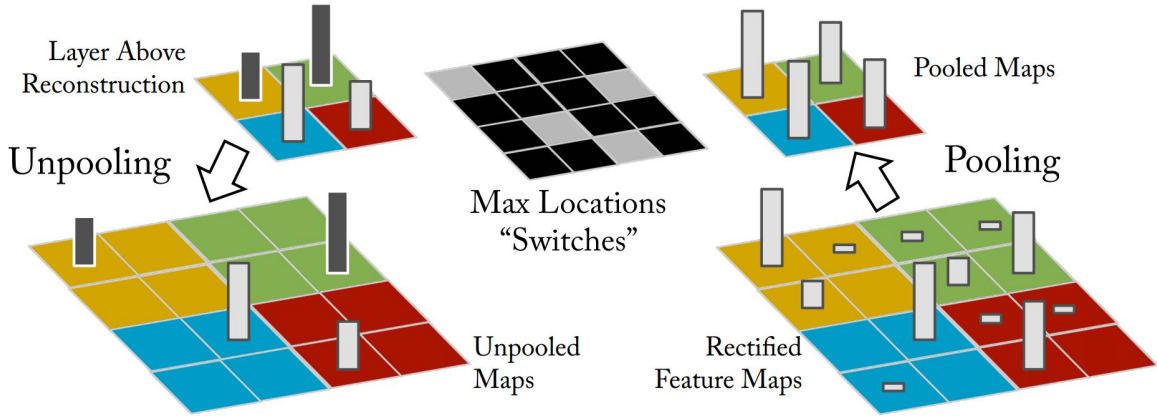 Layer Above
Reconstruction
Pooled Maps
Unpooling
Pooling
Max Locations
“Switches”
Unpooled
Maps
Rectified
Feature Maps